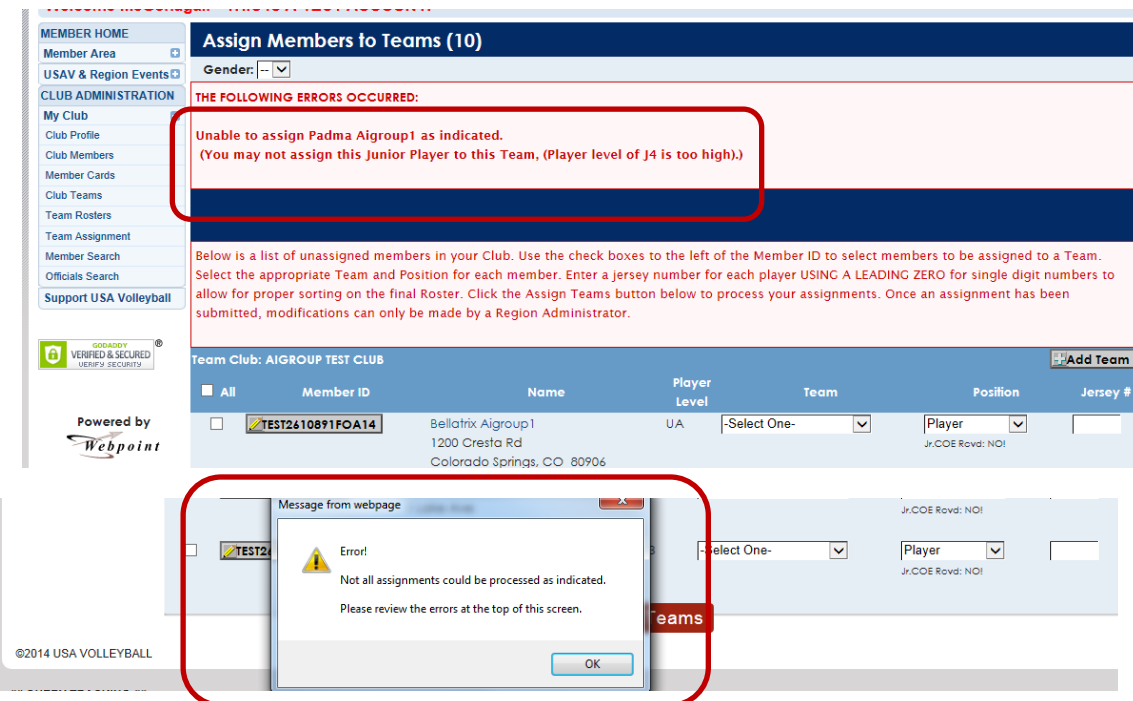 MEMBER HOME
Member Area
USAV & Region Events
CLUB ADMINISTRATION
My Club
Club Profile
Club Members
Member Cards
Club Teams
Team Rosters
Team Assignment
Member Search
Officials Search
Support USA Volleyball
GODADDY
VERIFIED & SECURED
VERIFY SECURITY
®
Powered by
Webpoint
Assign Members to Teams (10)
Gender: --
THE FOLLOWING ERRORS OCCURRED:
Unable to assign Padma Aigroup1 as indicated.
(You may not assign this Junior Player to this Team, (Player level of J4 is too high).)
Below is a list of unassigned members in your Club. Use the check boxes to the left of the Member ID to select members to be assigned to a Team.
Select the appropriate Team and Position for each member. Enter a jersey number for each player USING A LEADING ZERO for single digit numbers to
allow for proper sorting on the final Roster. Click the Assign Teams button below to process your assignments. Once an assignment has been
submitted, modifications can only be made by a Region Administrator.
Team Club: AIGROUP TEST CLUB
Add Team
All Member ID Name Player Level Team Position Jersey #
TEST2610891FOA14 Bellatrix Aigroup1 UA -Select One- Player
1200 Cresta Rd Jr.COE Rcvd: NO!
Colorado Springs, CO 80906
Message from webpage
Jr.COE Rcvd: NO!
Error!
Not all assignments could be processed as indicated.
Please review the errors at the top of this screen.
OK
-Select One- Player
Jr.COE Rcvd: NO!
Teams
©2014 USA VOLLEYBALL